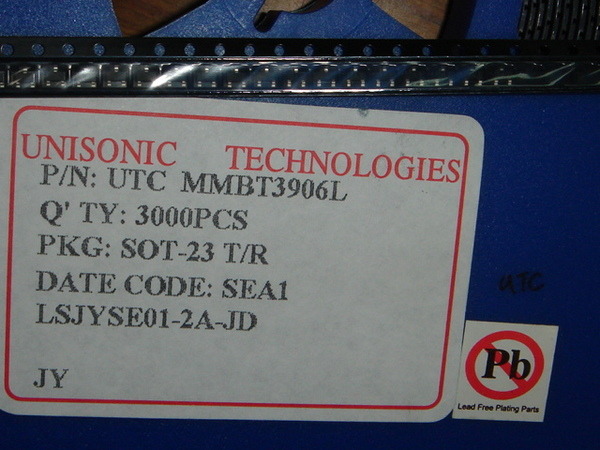 UNISONIC TECHNOLOGIES
P/N: UTC MMBT3906L
Q' TY: 3000PCS
PKG: SOT-23 T/R
DATE CODE: SEA1
LSJYSE01-2A-JD
JY
UTC
Pb
Lead Free Plating Parts